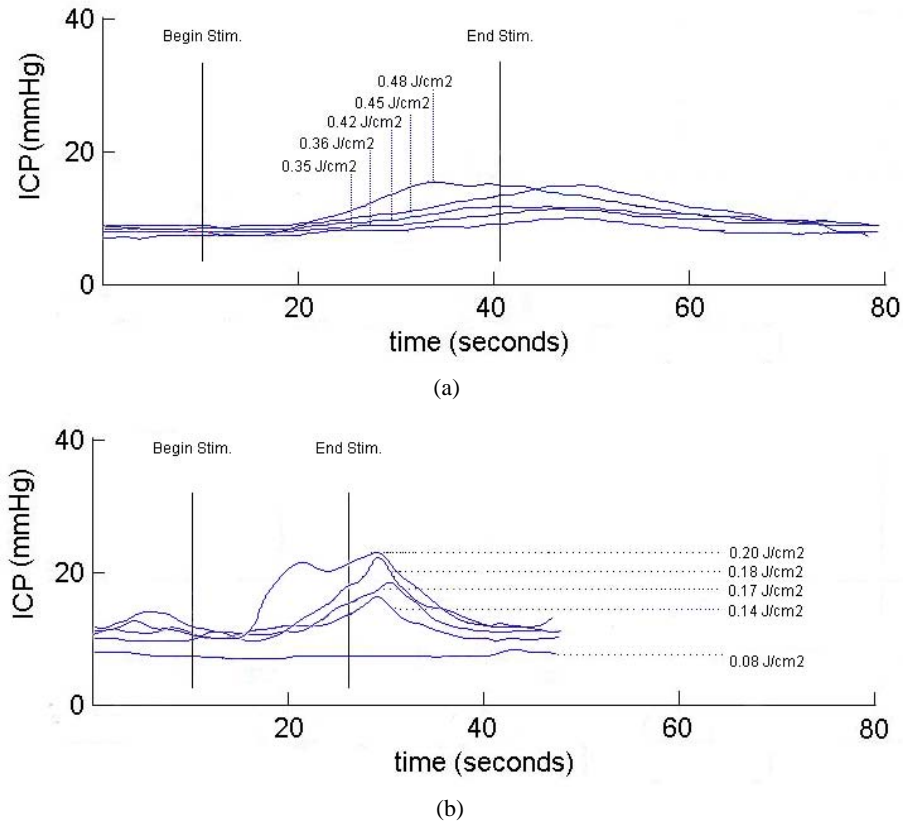 40
Begin Stim.
End Stim.
0.48 J/cm2
0.45 J/cm2
0.42 J/cm2
0.36 J/cm2
0.35 J/cm2
ICP (mmHg)
20
0
20
40
60
80
time (seconds)
(a)
40
Begin Stim.
End Stim.
ICP (mmHg)
20
0.20 J/cm2
0.18 J/cm2
0.17 J/cm2
0.14 J/cm2
0.08 J/cm2
0
20
40
60
80
time (seconds)
(b)